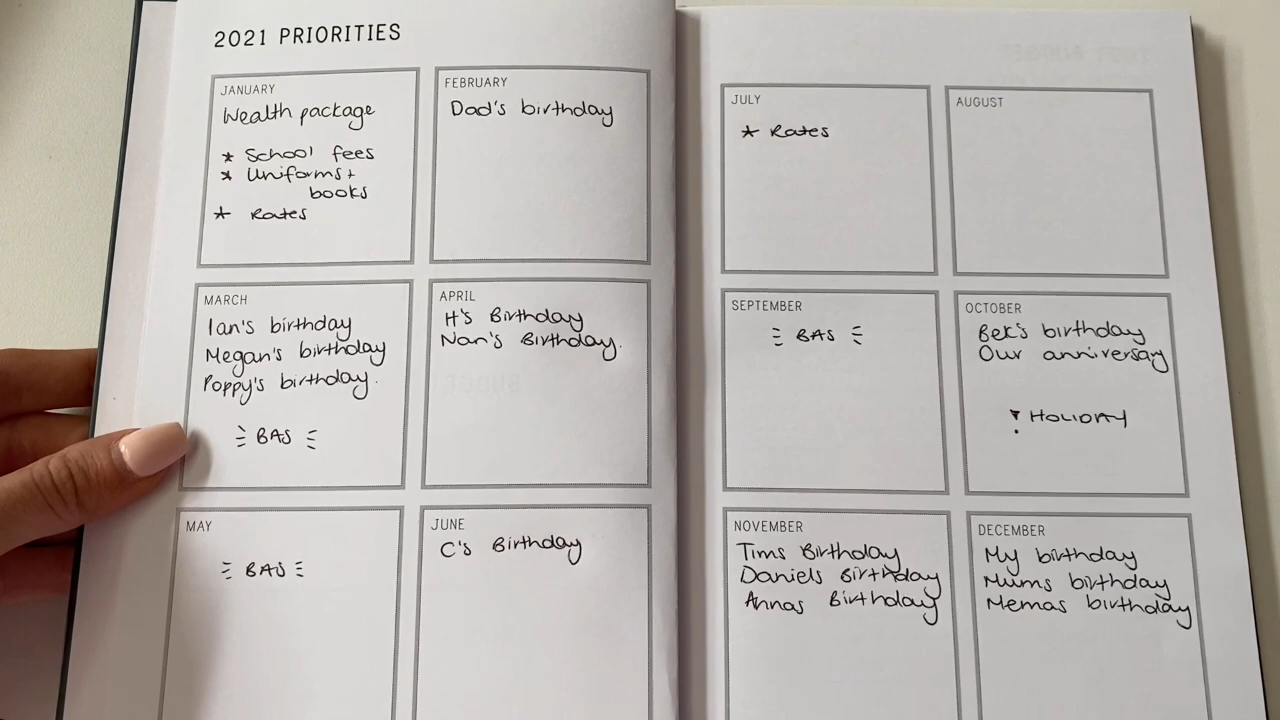 2021 PRIORITIES
JANUARY
Wealth package
* School fees
* Uniforms +
books
* Rates
FEBRUARY
Dad's birthday
MARCH
Ian's birthday
Megan's birthday
Poppy's birthday.
BAS
APRIL
H's Birthday
Nan's Birthday.
MAY
BAS
JUNE
C's Birthday
JULY
* Rates
AUGUST
SEPTEMBER
BAS
OCTOBER
Bek's birthday
Our anniversary
! HOLIDAY
NOVEMBER
Tims Birthday
Daniels Birthday
Annas Birthday
DECEMBER
My birthday
Mums birthday
Memas birthday